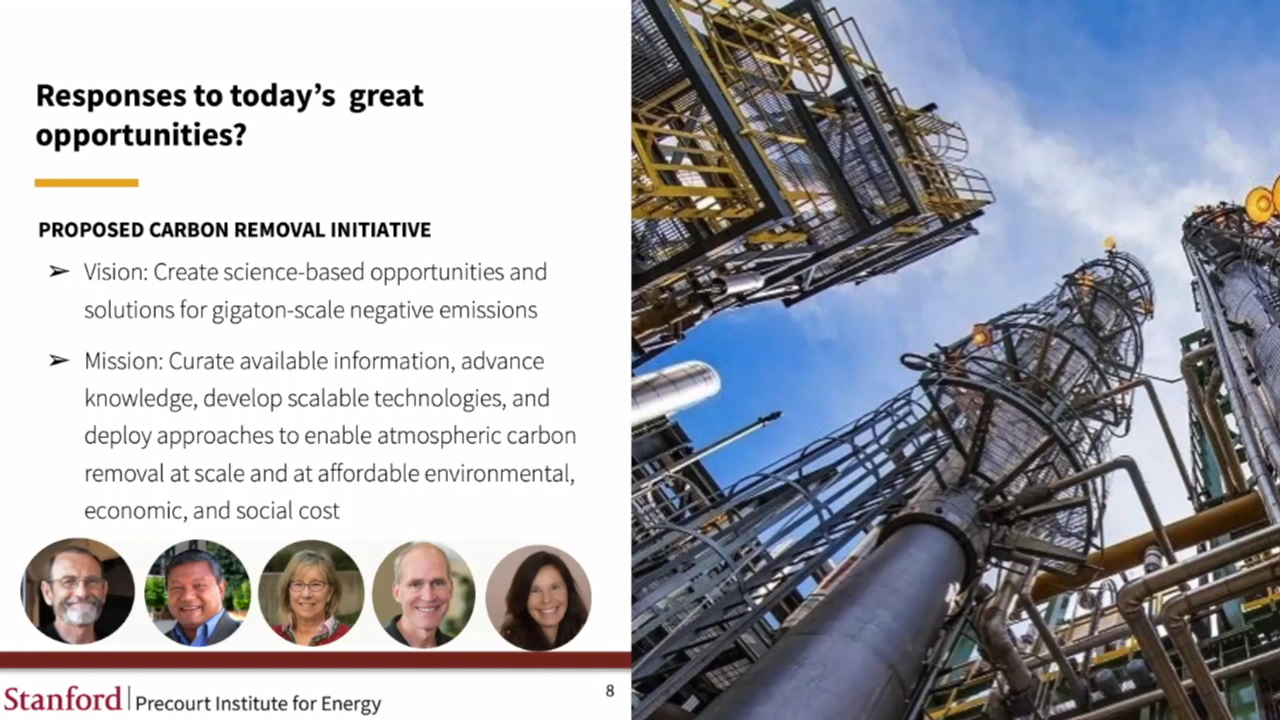 Responses to today’s  great
opportunities?
PROPOSED CARBON REMOVAL INITIATIVE
➢ Vision: Create science-based opportunities and
solutions for gigaton-scale negative emissions
➢ Mission: Curate available information, advance
knowledge, develop scalable technologies, and
deploy approaches to enable atmospheric carbon
removal at scale and at affordable environmental,
economic, and social cost
Stanford | Precourt Institute for Energy
8